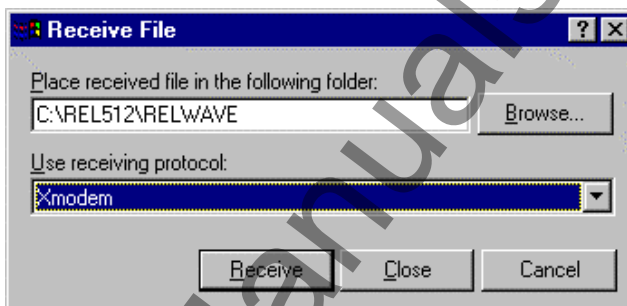 Receive File
Place received file in the following folder:
C:\REL512\RELWAVE
Browse...
Use receiving protocol:
Xmodem
Receive Close Cancel
manuals